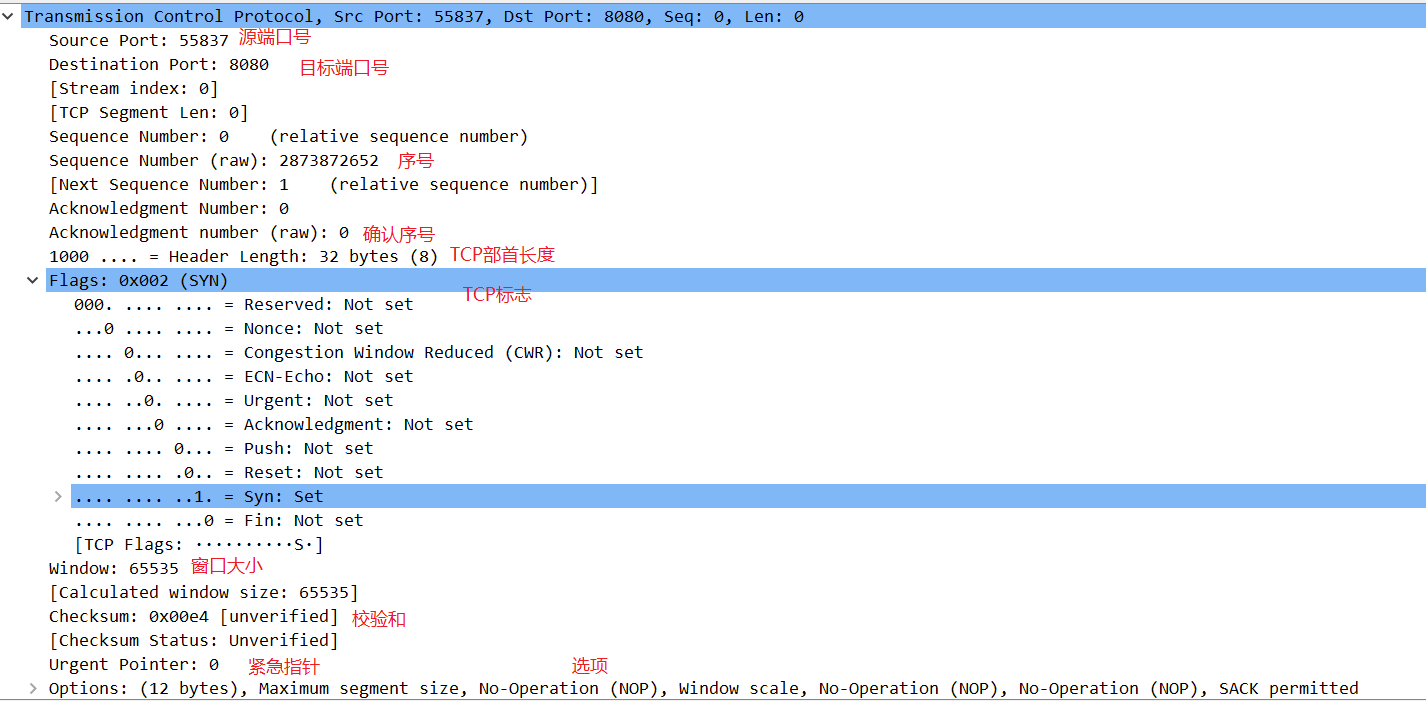 Transmission Control Protocol, Src Port: 55837, Dst Port: 8080, Seq: 0, Len: 0
Source Port: 55837 源端口号
Destination Port: 8080 目标端口号
[Stream index: 0]
[TCP Segment Len: 0]
Sequence Number: 0    (relative sequence number)
Sequence Number (raw): 2873872652 序号
[Next Sequence Number: 1    (relative sequence number)]
Acknowledgment Number: 0
Acknowledgment number (raw): 0 确认序号
1000 .... = Header Length: 32 bytes (8) TCP部首长度
Flags: 0x002 (SYN)
TCP标志
000. .... .... = Reserved: Not set
...0 .... .... = Nonce: Not set
.... 0... .... = Congestion Window Reduced (CWR): Not set
.... .0.. .... = ECN-Echo: Not set
.... ..0. .... = Urgent: Not set
.... ...0 .... = Acknowledgment: Not set
.... .... 0... = Push: Not set
.... .... .0.. = Reset: Not set
.... .... ..1. = Syn: Set
.... .... ...0 = Fin: Not set
[TCP Flags: ··········S·]
Window: 65535 窗口大小
[Calculated window size: 65535]
Checksum: 0x00e4 [unverified] 校验和
[Checksum Status: Unverified]
Urgent Pointer: 0 紧急指针 选项
Options: (12 bytes), Maximum segment size, No-Operation (NOP), Window scale, No-Operation (NOP), No-Operation (NOP), SACK permitted